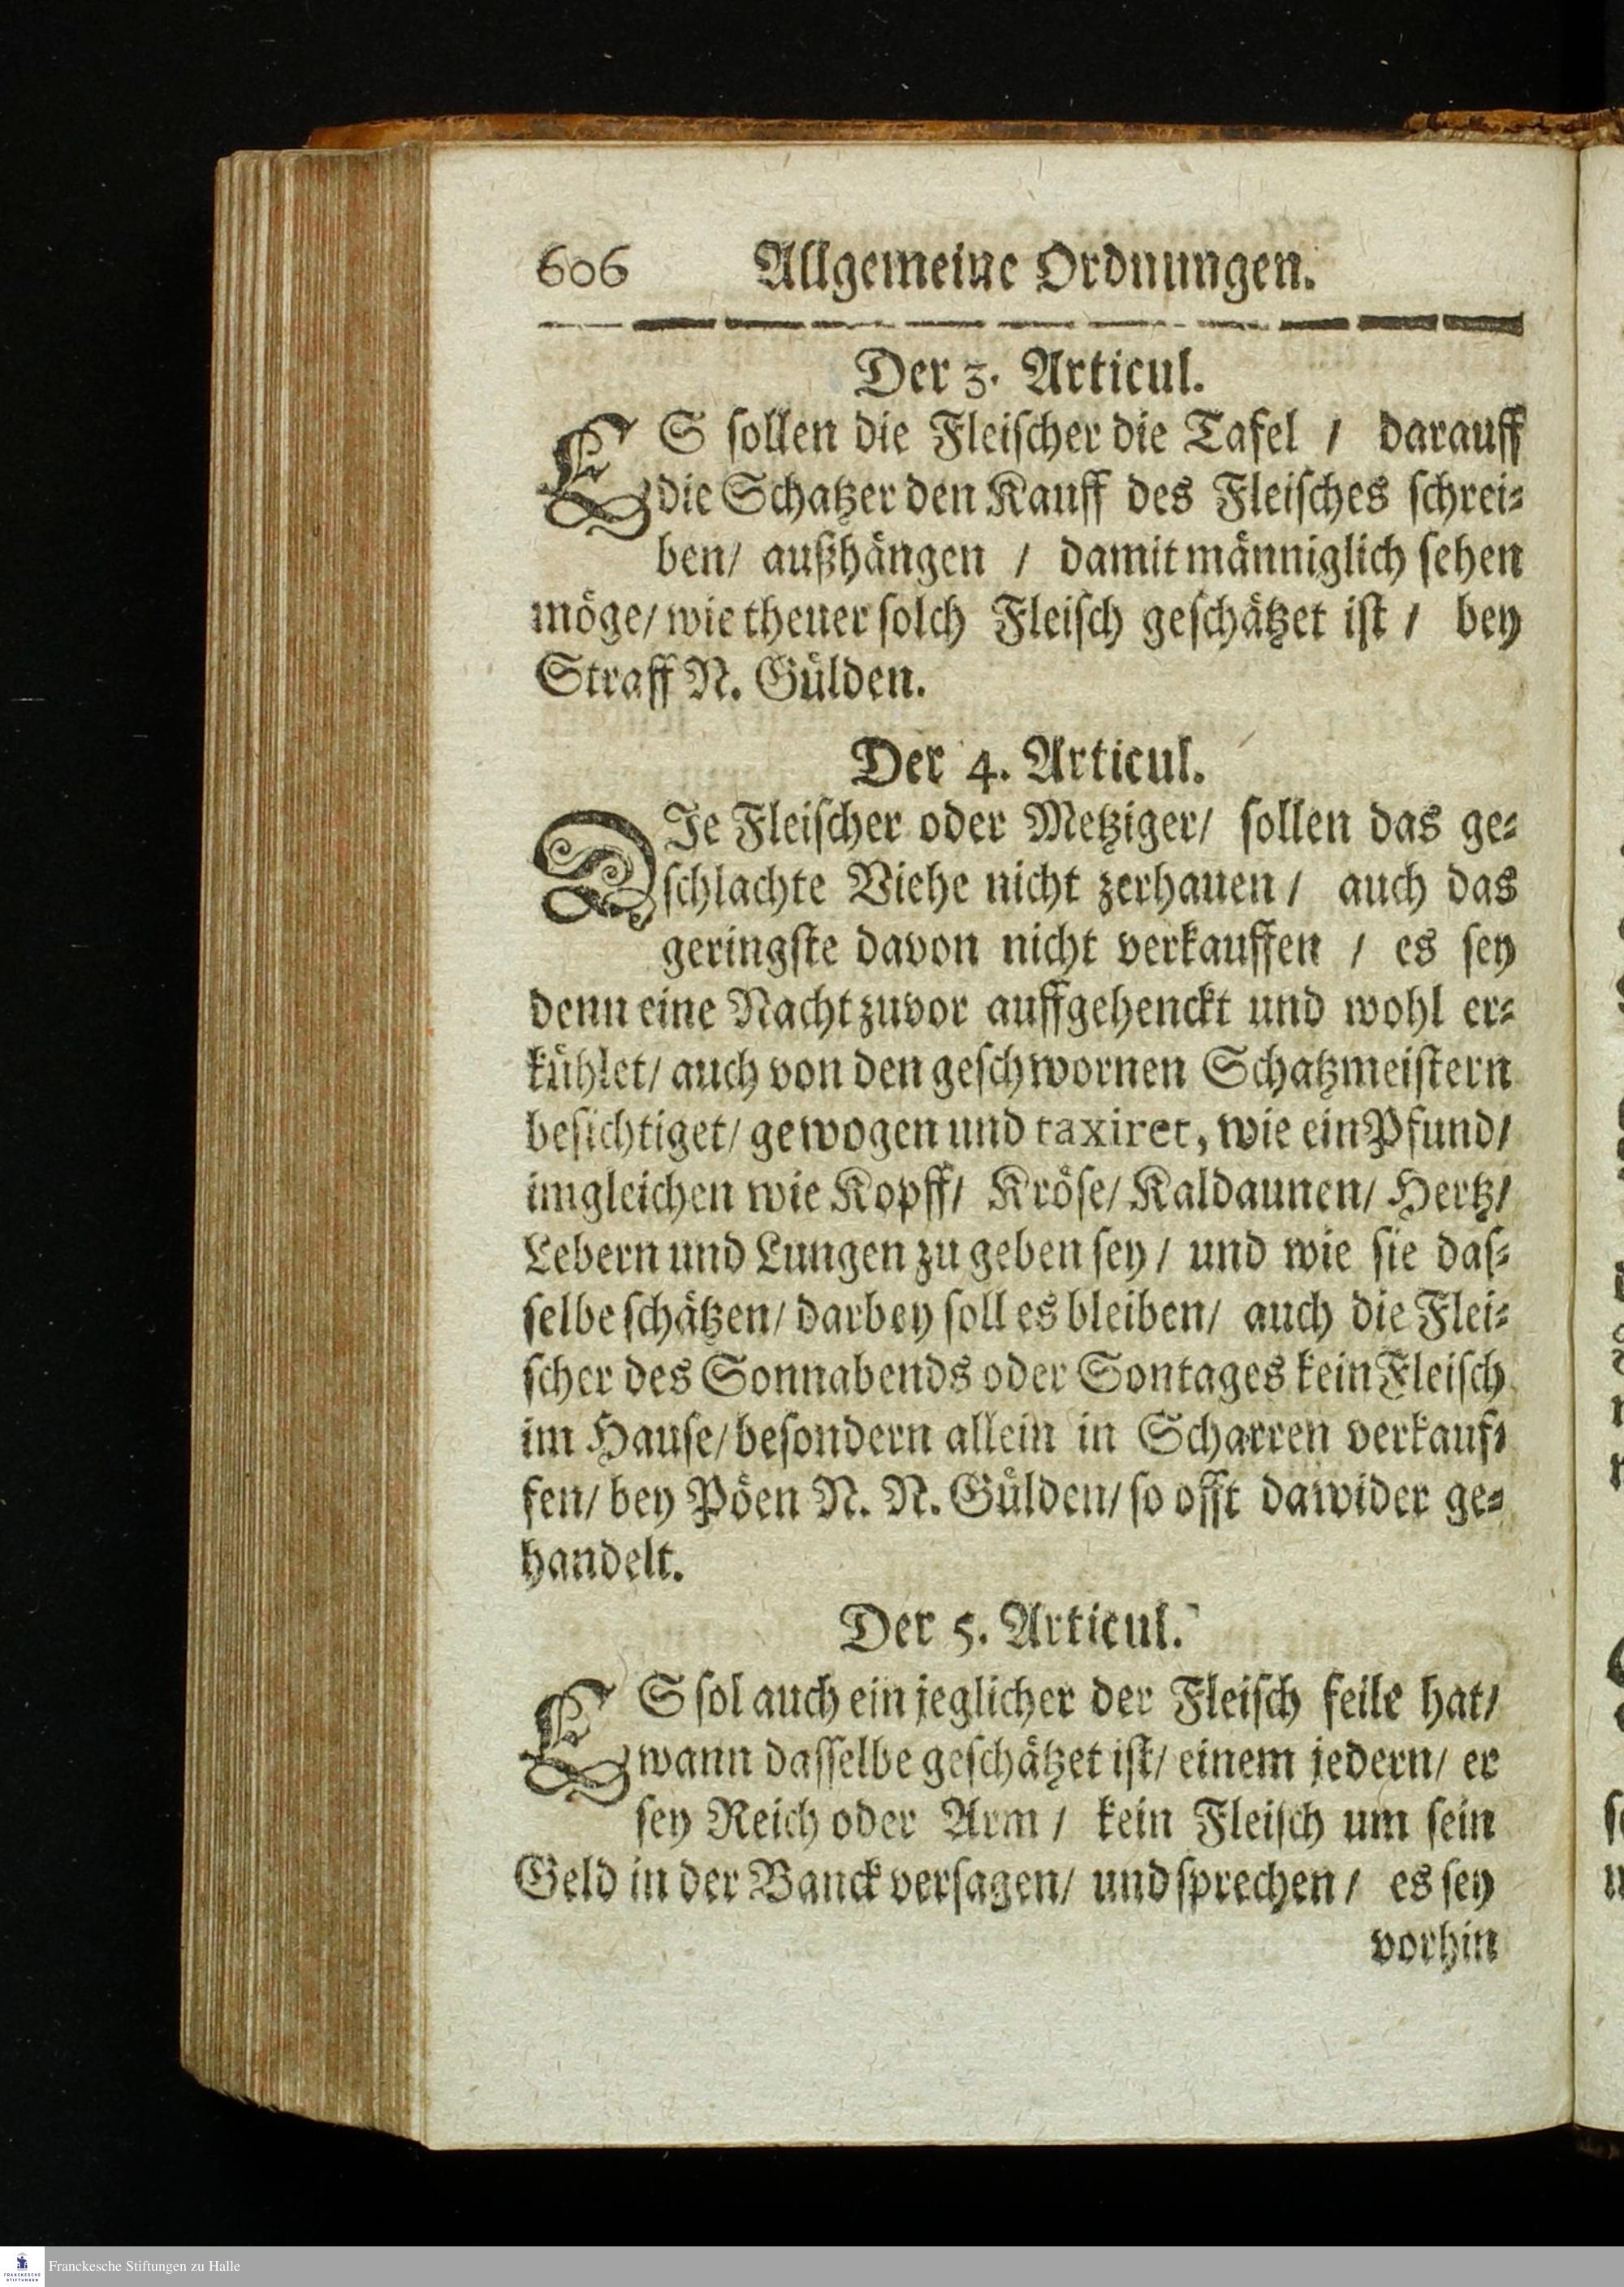 606 Allgemeine Ordnungen.
Der 3. Articul.
ES sollen die Fleischer die Tafel / darauff
die Schatzer den Kauff des Fleisches schrei-
ben/ außhängen / damit männiglich sehen
möge/ wie theuer solch Fleisch geschätzet ist / bey
Straff N. Gülden.
Der 4. Articul.
DIe Fleischer oder Metziger/ sollen das ge-
schlachte Viehe nicht zerhauen / auch das
geringste davon nicht verkauffen / es sey
denn eine Nacht zuvor auffgehenckt und wohl er-
kühlet/ auch von den geschwornen Schatzmeistern
besichtiget/ gewogen und taxiret, wie ein Pfund/
imgleichen wie Kopff/ Kröse/ Kaldaunen/ Hertz/
Lebern und Lungen zu geben sey / und wie sie das-
selbe schätzen/ darbey soll es bleiben/ auch die Flei-
scher des Sonnabends oder Sontages kein Fleisch
im Hause/ besondern allein in Scharren verkauf-
fen/ bey Pöen N. N. Gülden/ so offt dawider ge-
handelt.
Der 5. Articul.
ES sol auch ein jeglicher der Fleisch feile hat/
wann dasselbe geschätzet ist/ einem jedern/ er
sey Reich oder Arm / kein Fleisch um sein
Geld in der Banck versagen/ und sprechen / es sey
vorhin
Franckesche Stiftungen zu Halle